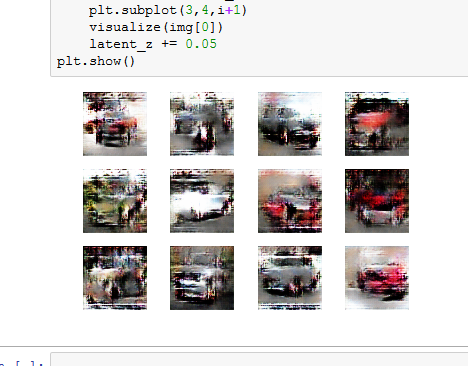 plt.subplot(3,4,i+1)
visualize(img[0])
latent_z += 0.05
plt.show()
[ ]: